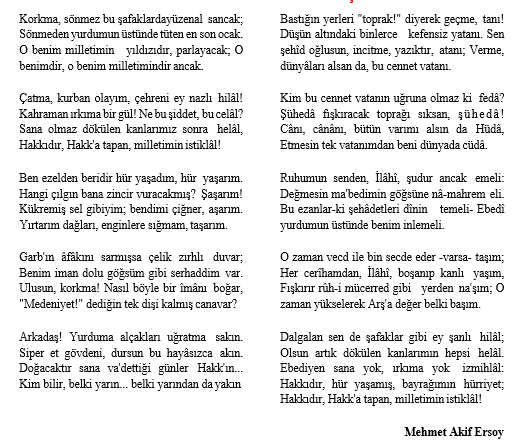 Korkma, sönmez bu şafaklardayüzenal sancak;
Sönmeden yurdumun üstünde tüten en son ocak.
O benim milletimin yıldızıdır, parlayacak; O
benimdir, o benim milletimindir ancak.
Çatma, kurban olayım, çehreni ey nazlı hilâl!
Kahraman ırkıma bir gül! Ne bu şiddet, bu celâl?
Sana olmaz dökülen kanlarımız sonra helâl,
Hakkıdır, Hakk'a tapan, milletimin istiklâl!
Ben ezelden beridir hür yaşadım, hür yaşarım.
Hangi çılgın bana zincir vuracakmış? Şaşarım!
Kükremiş sel gibiyim; bendimi çiğner, aşarım.
Yırtarım dağları, enginlere sığmam, taşarım.
Garb'ın âfâkını sarmışsa çelik zırhlı duvar;
Benim iman dolu göğsüm gibi serhaddim var.
Ulusun, korkma! Nasıl böyle bir îmânı boğar,
"Medeniyet!" dediğin tek dişi kalmış canavar?
Arkadaş! Yurduma alçakları uğratma sakın.
Siper et gövdeni, dursun bu hayâsızca akın.
Doğacaktır sana va'dettiği günler Hakk'ın...
Kim bilir, belki yarın... belki yarından da yakın
Bastığın yerleri "toprak!" diyerek geçme, tanı!
Düşün altındaki binlerce kefensiz yatanı. Sen
şehîd oğlusun, incitme, yazıktır, atanı; Verme,
dünyâları alsan da, bu cennet vatanı.
Kim bu cennet vatanın uğruna olmaz ki fedâ?
Şühedâ fışkıracak toprağı sıksan, şühedâ!
Cânı, cânânı, bütün varımı alsın da Hüdâ,
Etmesin tek vatanımdan beni dünyada cüdâ.
Ruhumun senden, İlâhî, şudur ancak emeli:
Değmesin ma'bedimin göğsüne nâ-mahrem eli.
Bu ezanlar-ki şehâdetleri dînin temeli- Ebedî
yurdumun üstünde benim inlemeli.
O zaman vecd ile bin secde eder -varsa- taşım;
Her cerîhamdan, İlâhî, boşanıp kanlı yaşım,
Fışkırır rûh-i mücerred gibi yerden na'şım; O
zaman yükselerek Arş'a değer belki başım.
Dalgalan sen de şafaklar gibi ey şanlı hilâl;
Olsun artık dökülen kanlarımın hepsi helâl.
Ebediyen sana yok, ırkıma yok izmihlâl:
Hakkıdır, hür yaşamış, bayrağımın hürriyet;
Hakkıdır, Hakk'a tapan, milletimin istiklâl!
Mehmet Akif Ersoy